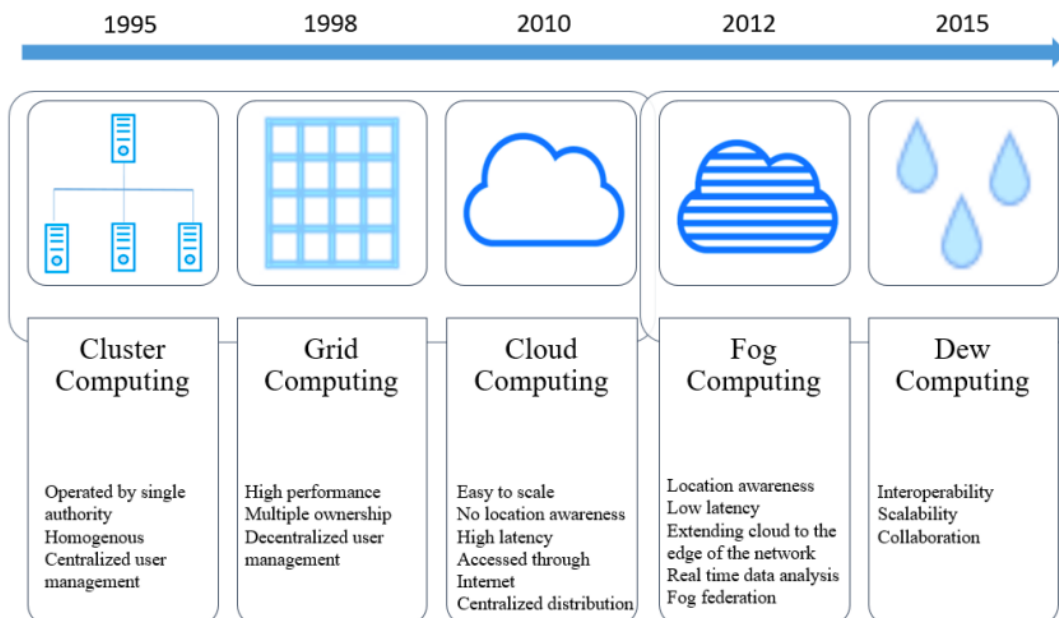 1995
1998
2010
2012
2015
Cluster
Computing
Grid
Computing
Cloud
Computing
Fog
Computing
Dew
Computing
Operated by single
authority
Homogenous
Centralized user
management
High performance
Multiple ownership
Decentralized user
management
Easy to scale
No location awareness
High latency
Accessed through
Internet
Centralized distribution
Location awareness
Low latency
Extending cloud to the
edge of the network
Real time data analysis
Fog federation
Interoperability
Scalability
Collaboration